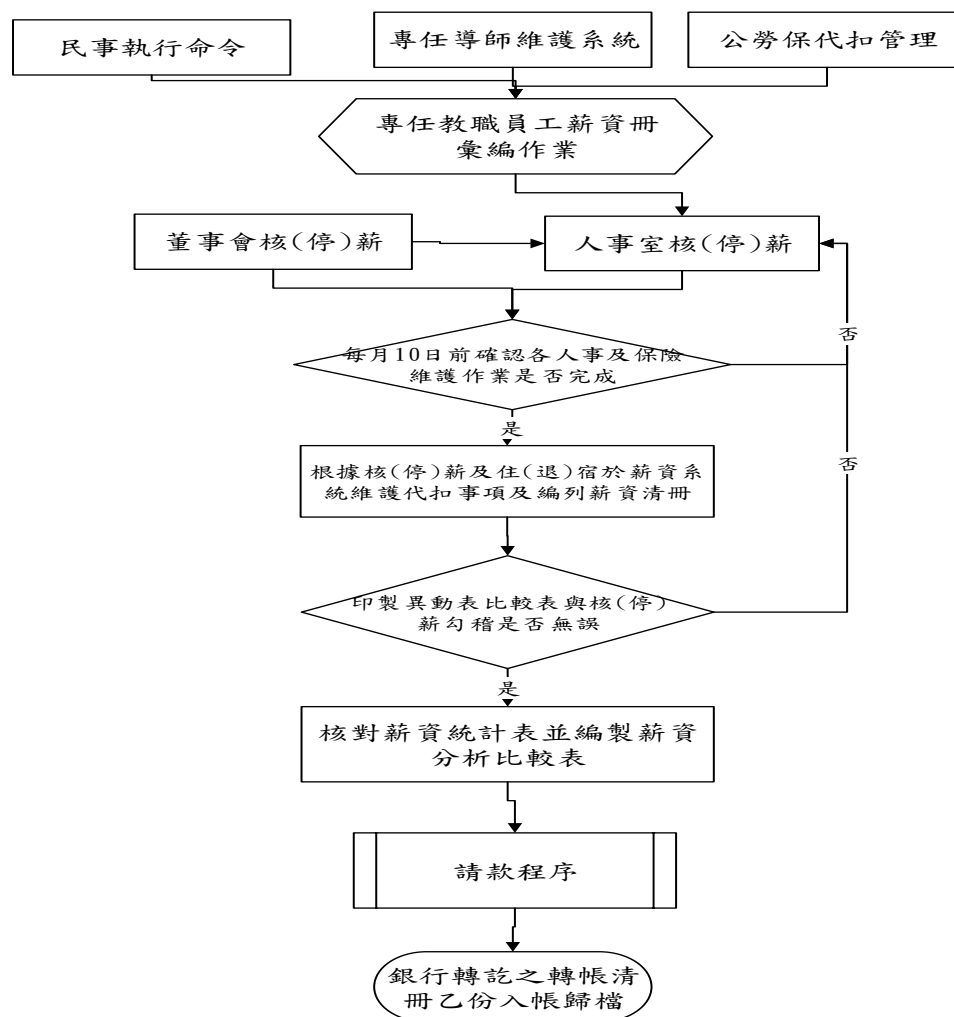 民事執行命令
專任導師維護系統
公勞保代扣管理
專任教職員工薪資冊
彙編作業
董事會核(停)薪
人事室核(停)薪
每月10日前確認各人事及保險
維護作業是否完成
否
是
根據核(停)薪及住(退)宿於薪資系
統維護代扣事項及編列薪資清冊
否
印製異動表比較表與核(停)
薪勾稽是否無誤
是
核對薪資統計表並編製薪資
分析比較表
請款程序
銀行轉訖之轉帳清
冊乙份入帳歸檔